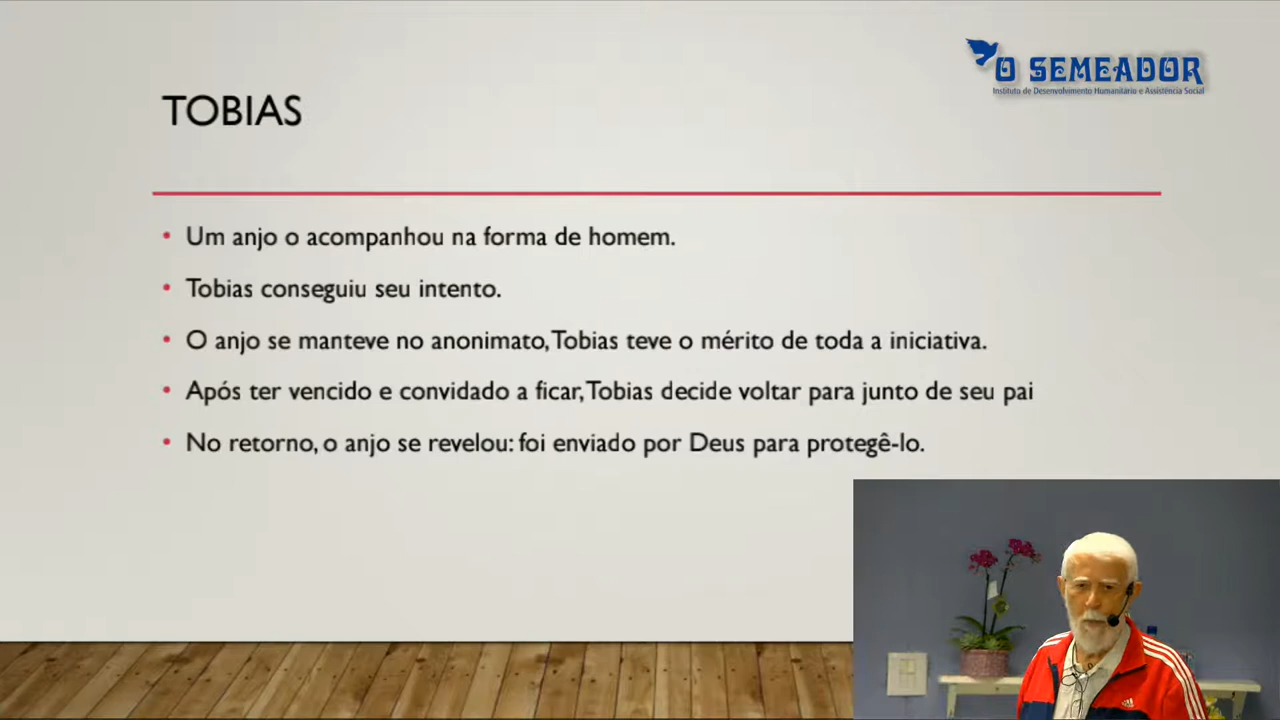 O SEMEADOR
Instituto de Desenvolvimento Humanitário e Assistência Social
TOBIAS
• Um anjo o acompanhou na forma de homem.
• Tobias conseguiu seu intento.
• O anjo se manteve no anonimato, Tobias teve o mérito de toda a iniciativa.
• Após ter vencido e convidado a ficar, Tobias decide voltar para junto de seu pai
• No retorno, o anjo se revelou: foi enviado por Deus para protegê-lo.